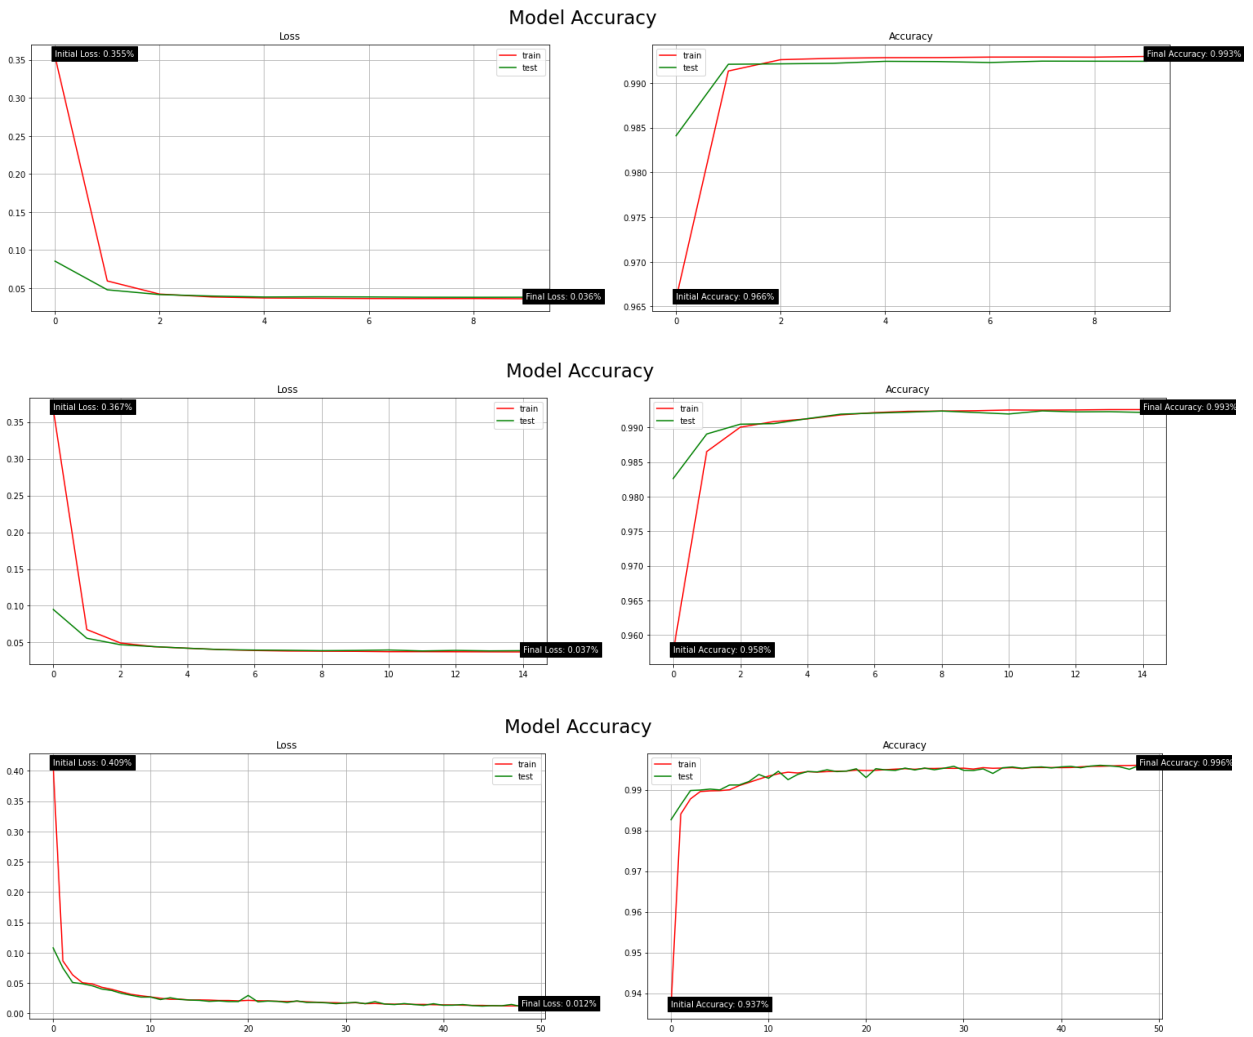 Model Accuracy
Loss
Accuracy
Initial Loss: 0.355%
train
test
0.35
0.30
0.25
0.20
0.15
0.10
0.05
Final Loss: 0.036%
0 2 4 6 8
train
test
Final Accuracy: 0.993%
0.990
0.985
0.980
0.975
0.970
0.965
Initial Accuracy: 0.966%
0 2 4 6 8
Model Accuracy
Loss
Accuracy
Initial Loss: 0.367%
train
test
0.35
0.30
0.25
0.20
0.15
0.10
0.05
Final Loss: 0.037%
0 2 4 6 8 10 12 14
train
test
Final Accuracy: 0.993%
0.990
0.985
0.980
0.975
0.970
0.965
0.960
Initial Accuracy: 0.958%
0 2 4 6 8 10 12 14
Model Accuracy
Loss
Accuracy
Initial Loss: 0.409%
train
test
0.40
0.35
0.30
0.25
0.20
0.15
0.10
0.05
0.00
Final Loss: 0.012%
0 10 20 30 40 50
train
test
Final Accuracy: 0.996%
0.99
0.98
0.97
0.96
0.95
0.94
Initial Accuracy: 0.937%
0 10 20 30 40 50